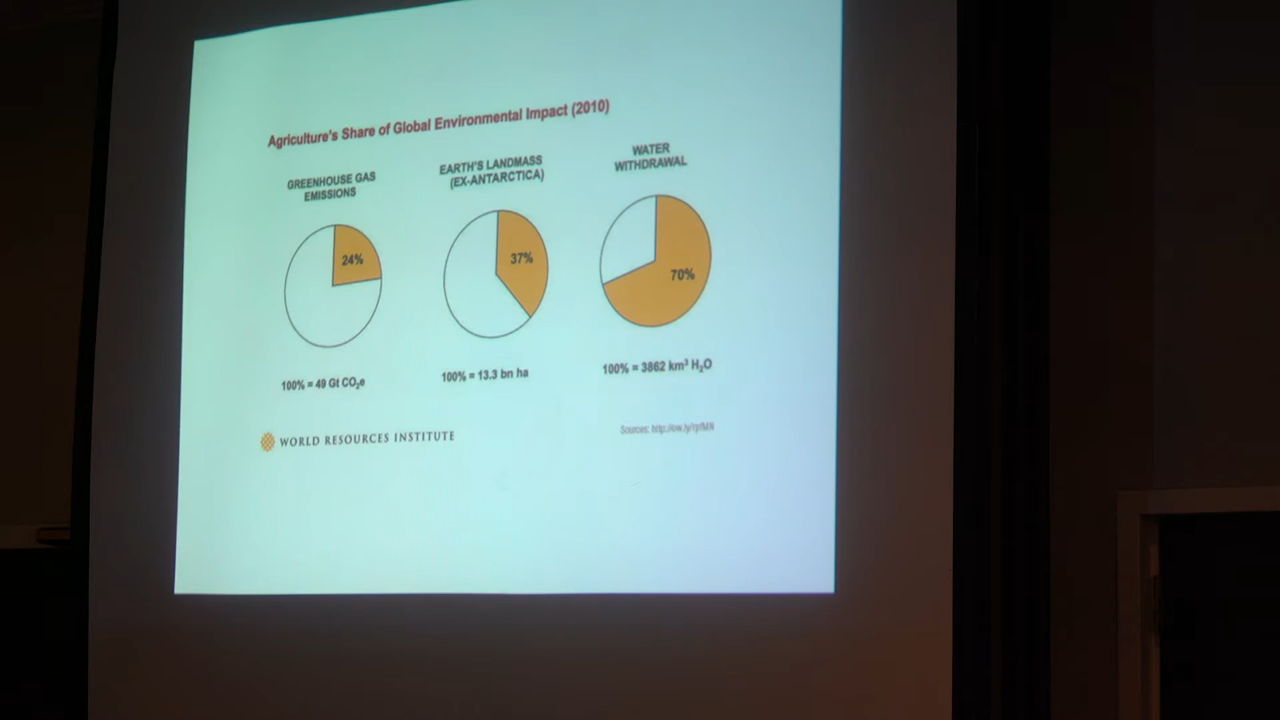 Agriculture's Share of Global Environmental Impact (2010)
GREENHOUSE GAS
EMISSIONS
24%
100% = 49 Gt CO₂e
EARTH'S LANDMASS
(EX-ANTARCTICA)
37%
100% = 13.3 bn ha
WATER
WITHDRAWAL
70%
100% = 3862 km³ H₂O
WORLD RESOURCES INSTITUTE
Sources: